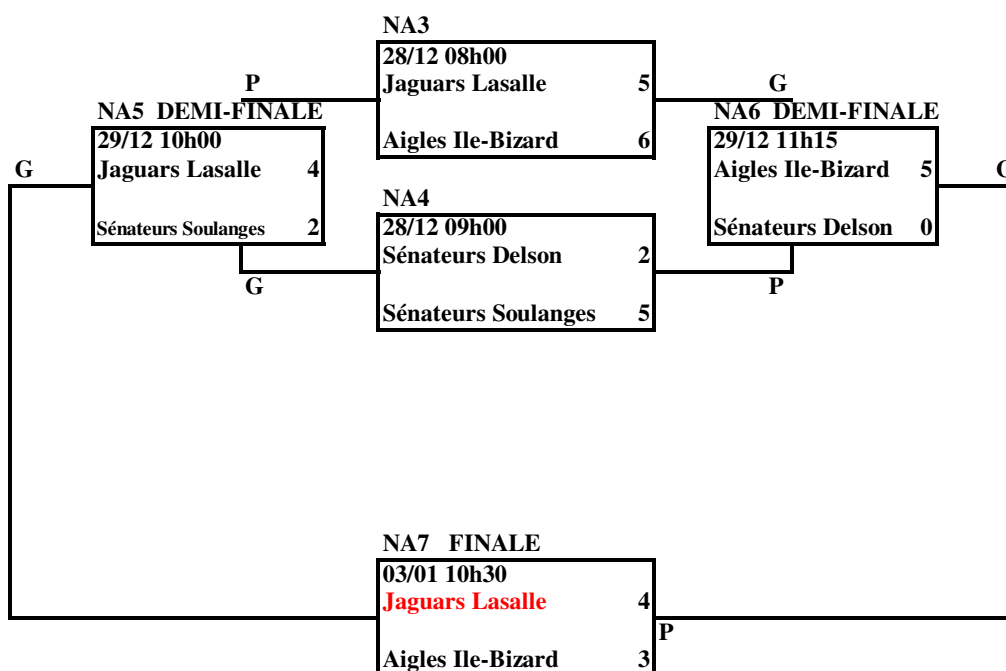 NA3
28/12 08h00
P
Jaguars Lasalle 5
G
Aigles Ile-Bizard 6
NA5 DEMI-FINALE
29/12 10h00
G
Jaguars Lasalle 4
Sénateurs Soulanges 2
G
NA6 DEMI-FINALE
29/12 11h15
Aigles Ile-Bizard 5
G
Sénateurs Delson 0
P
NA4
28/12 09h00
Sénateurs Delson 2
Sénateurs Soulanges 5
NA7 FINALE
03/01 10h30
Jaguars Lasalle 4
P
Aigles Ile-Bizard 3